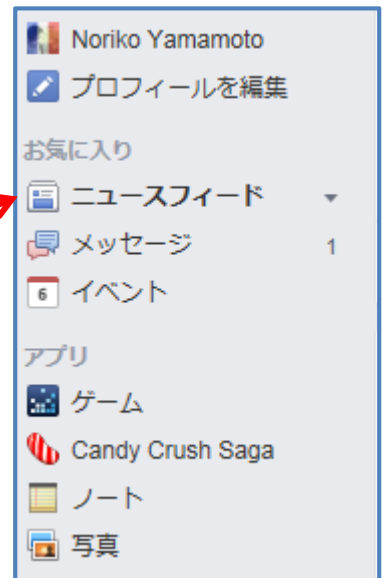 Noriko Yamamoto
プロフィールを編集
お気に入り
ニュースフィード
メッセージ 1
6 イベント
アプリ
ゲーム
Candy Crush Saga
ノート
写真